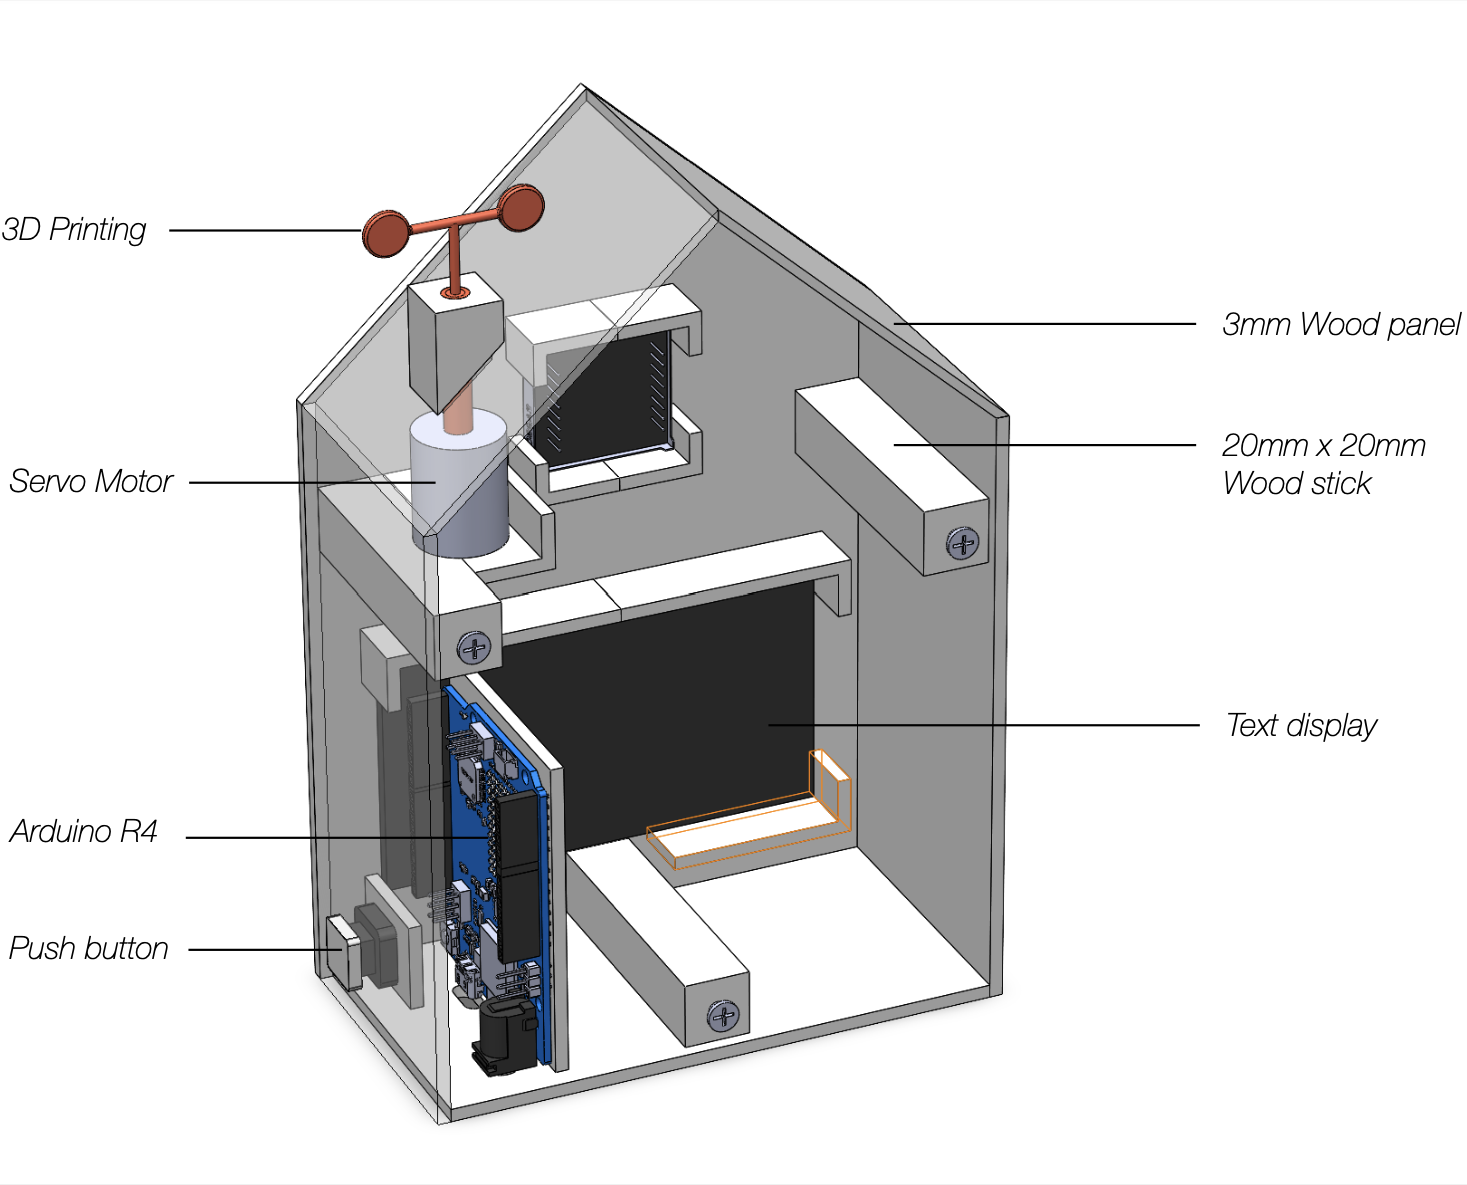 3D Printing
3mm Wood panel
20mm x 20mm
Wood stick
Servo Motor
Text display
Arduino R4
Push button